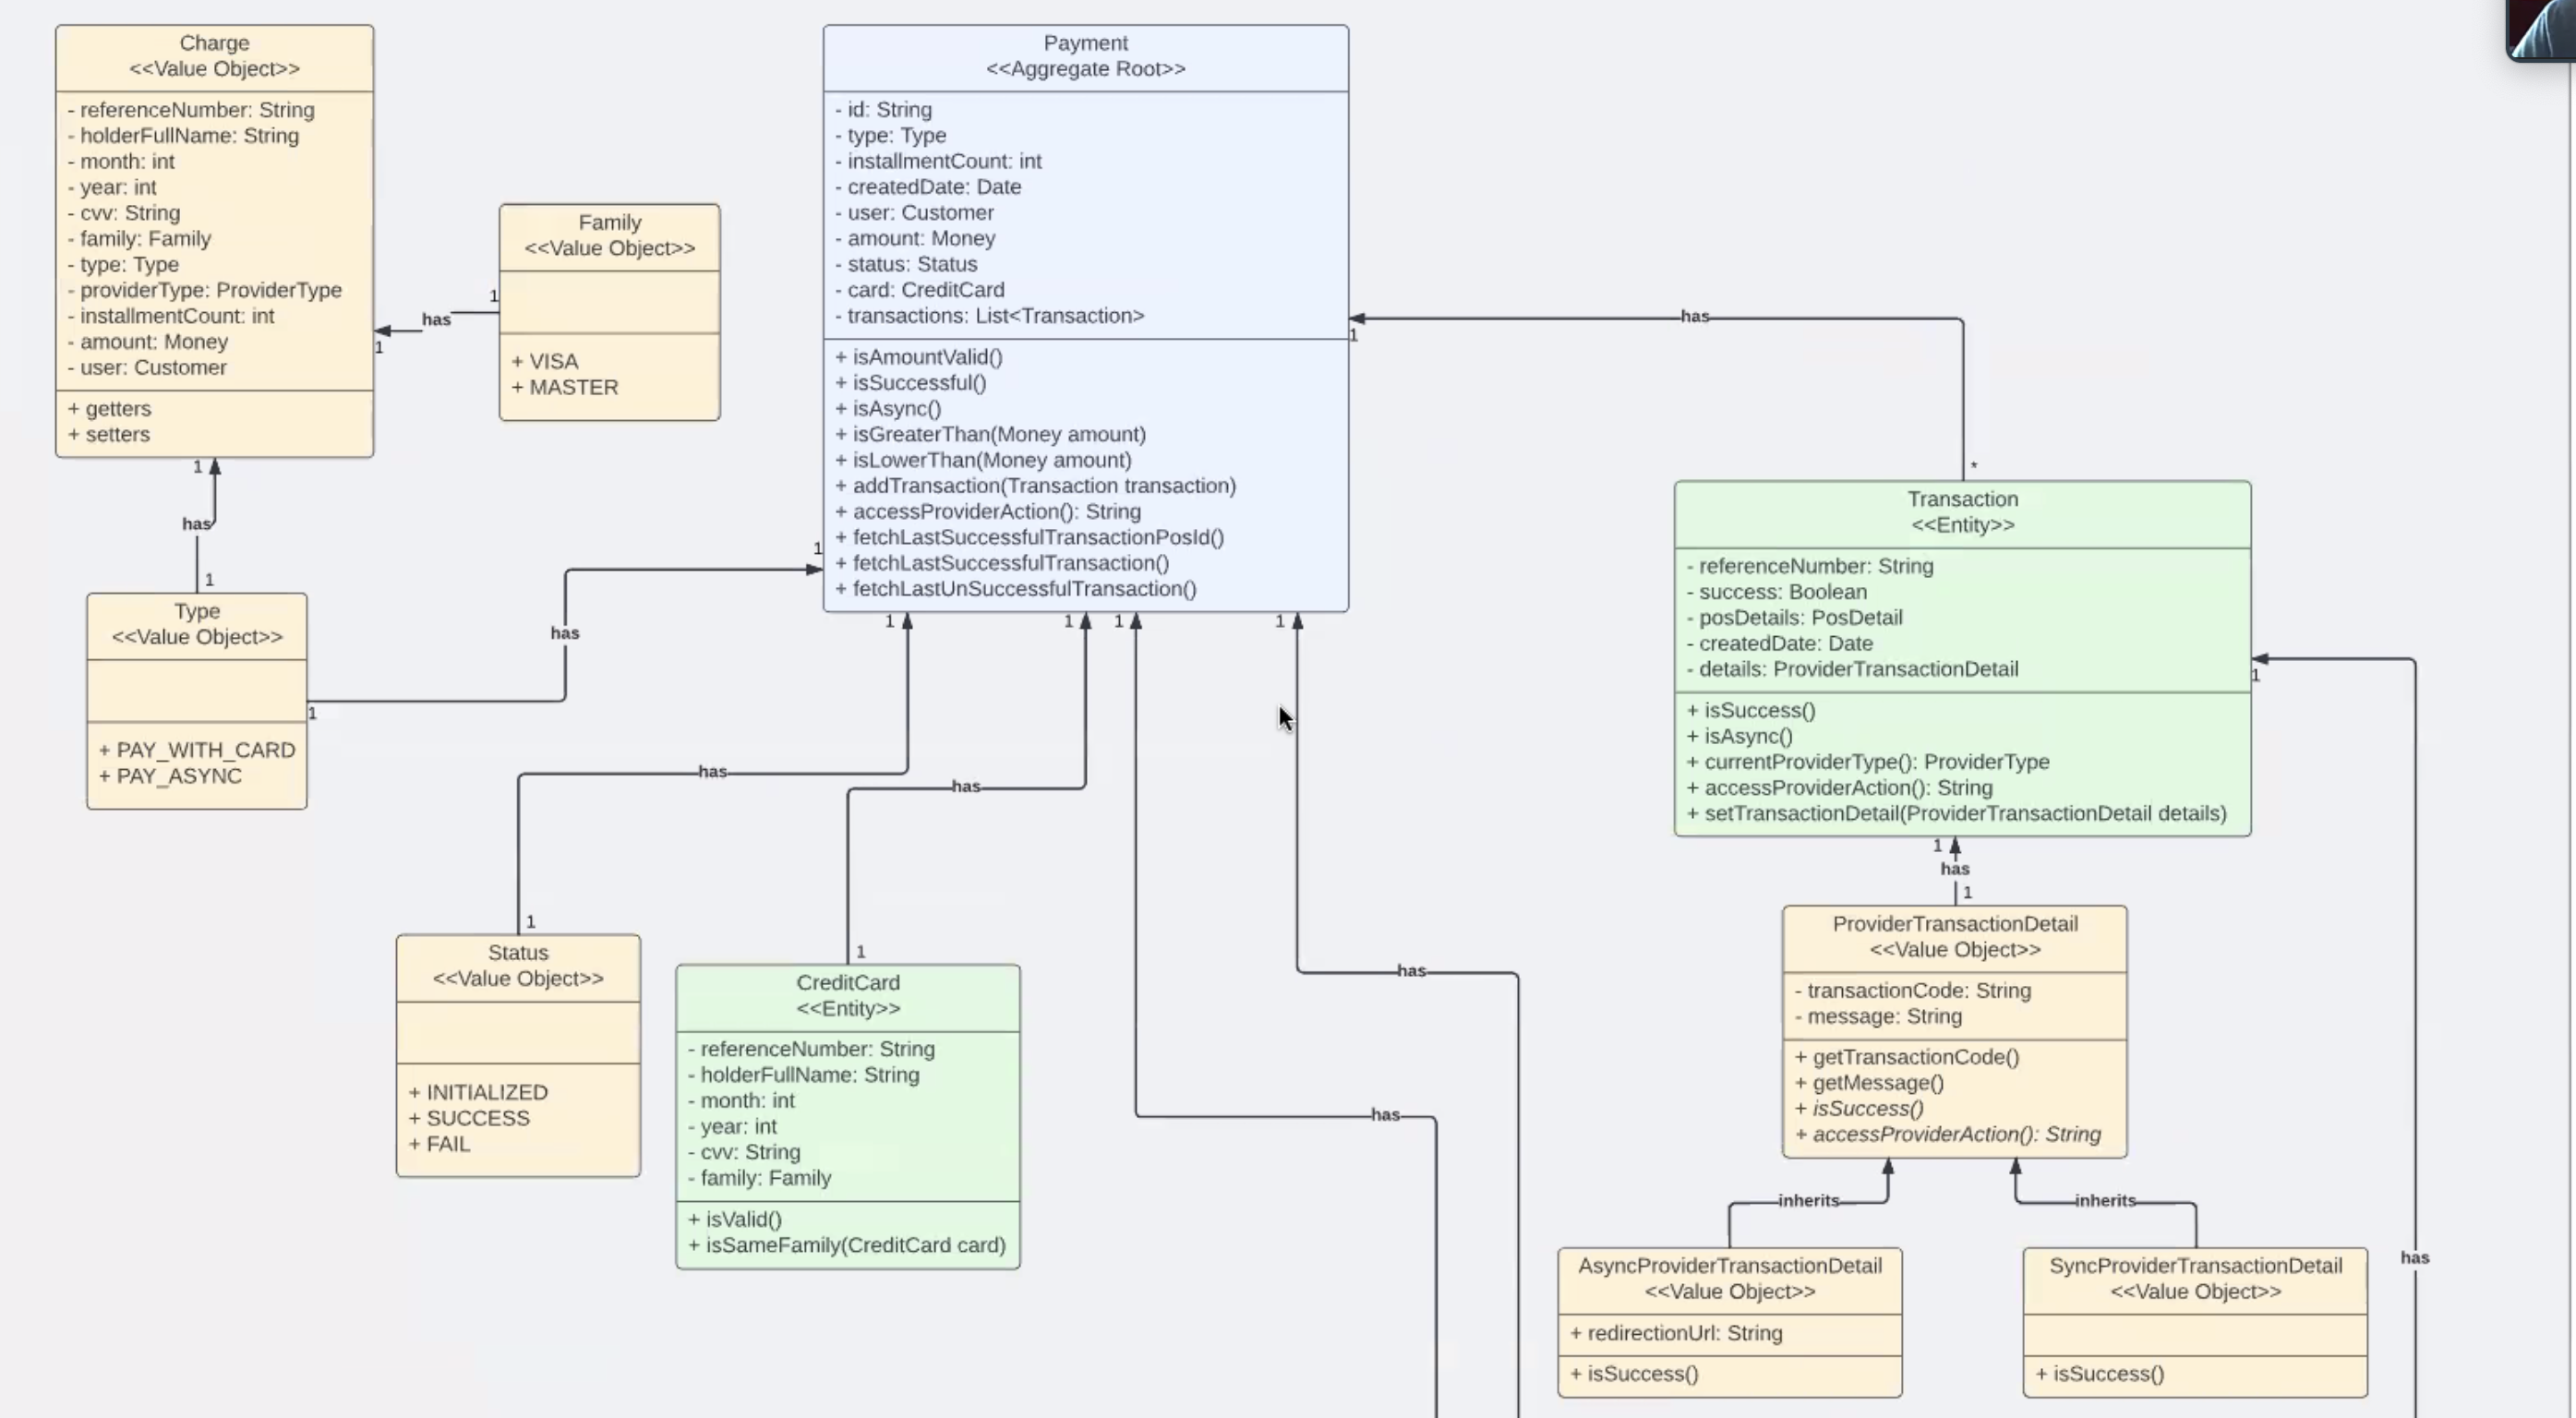 Charge
<<Value Object>>
- referenceNumber: String
- holderFullName: String
- month: int
- year: int
- cvv: String
- family: Family
- type: Type
- providerType: ProviderType
- installmentCount: int
- amount: Money
- user: Customer
+ getters
+ setters
Family
<<Value Object>>
+ VISA
+ MASTER
1
has
1
1
has
1
Type
<<Value Object>>
+ PAY_WITH_CARD
+ PAY_ASYNC
1
has
1
Payment
<<Aggregate Root>>
- id: String
- type: Type
- installmentCount: int
- createdDate: Date
- user: Customer
- amount: Money
- status: Status
- card: CreditCard
- transactions: List<Transaction>
+ isAmountValid()
+ isSuccessful()
+ isAsync()
+ isGreaterThan(Money amount)
+ isLowerThan(Money amount)
+ addTransaction(Transaction transaction)
+ accessProviderAction(): String
+ fetchLastSuccessfulTransactionPosId()
+ fetchLastSuccessfulTransaction()
+ fetchLastUnSuccessfulTransaction()
1
1
1
1
has
has
has
has
1
Status
<<Value Object>>
+ INITIALIZED
+ SUCCESS
+ FAIL
1
CreditCard
<<Entity>>
- referenceNumber: String
- holderFullName: String
- month: int
- year: int
- cvv: String
- family: Family
+ isValid()
+ isSameFamily(CreditCard card)
has
1
*
Transaction
<<Entity>>
- referenceNumber: String
- success: Boolean
- posDetails: PosDetail
- createdDate: Date
- details: ProviderTransactionDetail
+ isSuccess()
+ isAsync()
+ currentProviderType(): ProviderType
+ accessProviderAction(): String
+ setTransactionDetail(ProviderTransactionDetail details)
1
1
has
1
ProviderTransactionDetail
<<Value Object>>
- transactionCode: String
- message: String
+ getTransactionCode()
+ getMessage()
+ isSuccess()
+ accessProviderAction(): String
inherits
inherits
AsyncProviderTransactionDetail
<<Value Object>>
+ redirectionUrl: String
+ isSuccess()
SyncProviderTransactionDetail
<<Value Object>>
+ isSuccess()
has